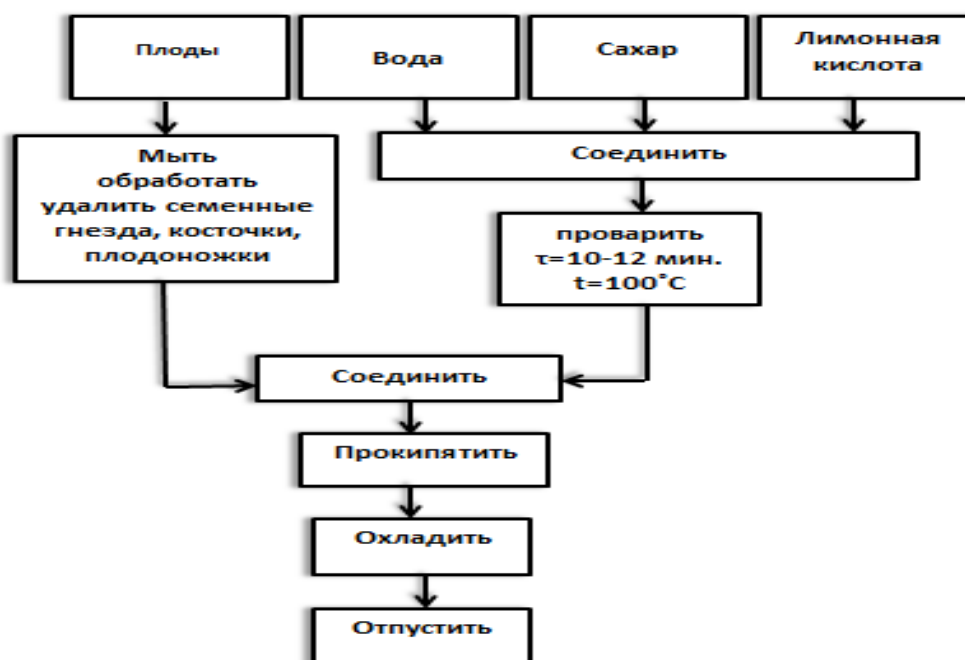 Плоды
Вода
Сахар
Лимонная
кислота
Мыть
обработать
удалить семенные
гнезда, косточки,
плодоножки
Соединить
проварить
τ=10-12 мин.
t=100˚С
Соединить
Прокипятить
Охладить
Отпустить